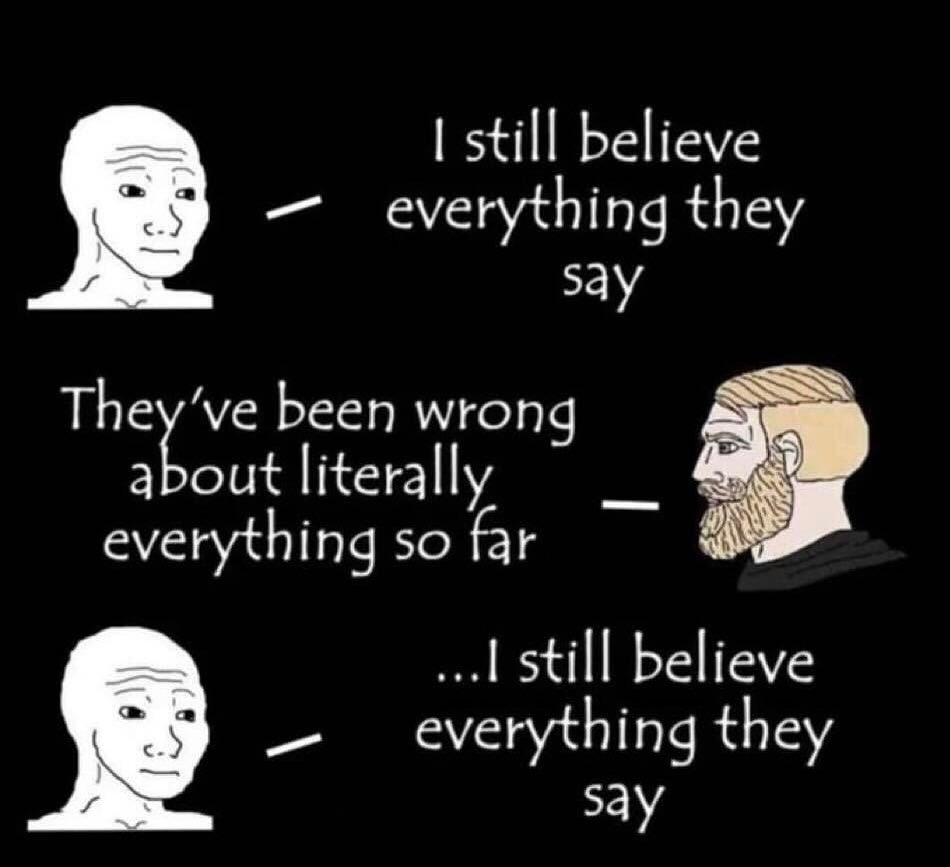 I still believe
everything they
say
They've been wrong
about literally
everything so far
...I still believe
everything they
say